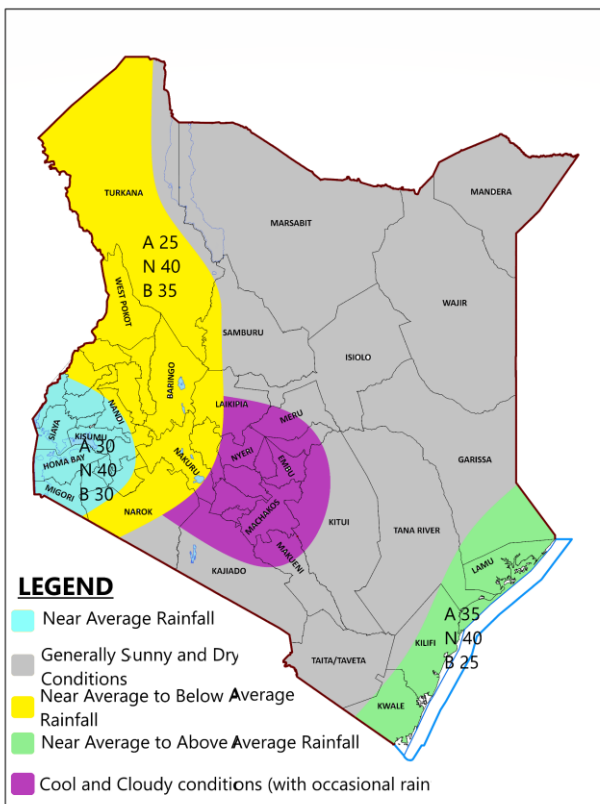 MANDERA
TURKANA
MARSABIT
A 25
N 40
B 35
WEST POKOT
WAJIR
SAMBURU
ISIOLO
BARINGO
LAIKIPIA
MERU
NANDI
SIAYA
KISUMU
A 30
HOMA BAY
N 40
MIGORI
B 30
NAKURU
NYERI
EMBU
GARISSA
NAROK
MACHAKOS
KITUI
TANA RIVER
MAKUENI
KAJIADO
LAMU
A 35
KILIFI
N 40
B 25
TAITA/TAVETA
KWALE
LEGEND
Near Average Rainfall
Generally Sunny and Dry
Conditions
Near Average to Below Average
Rainfall
Near Average to Above Average Rainfall
Cool and Cloudy conditions (with occasional rain